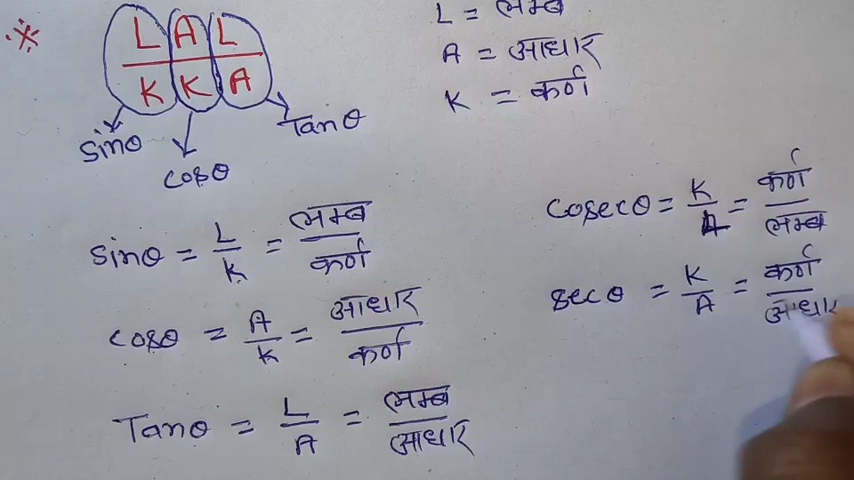 L A L
K K A
sinθ
cosθ
Tanθ
L = लम्ब
A = आधार
K = कर्ण
sinθ = L/K = लम्ब/कर्ण
cosθ = A/K = आधार/कर्ण
Tanθ = L/A = लम्ब/आधार
cosecθ = K/L = कर्ण/लम्ब
secθ = K/A = कर्ण/आधार